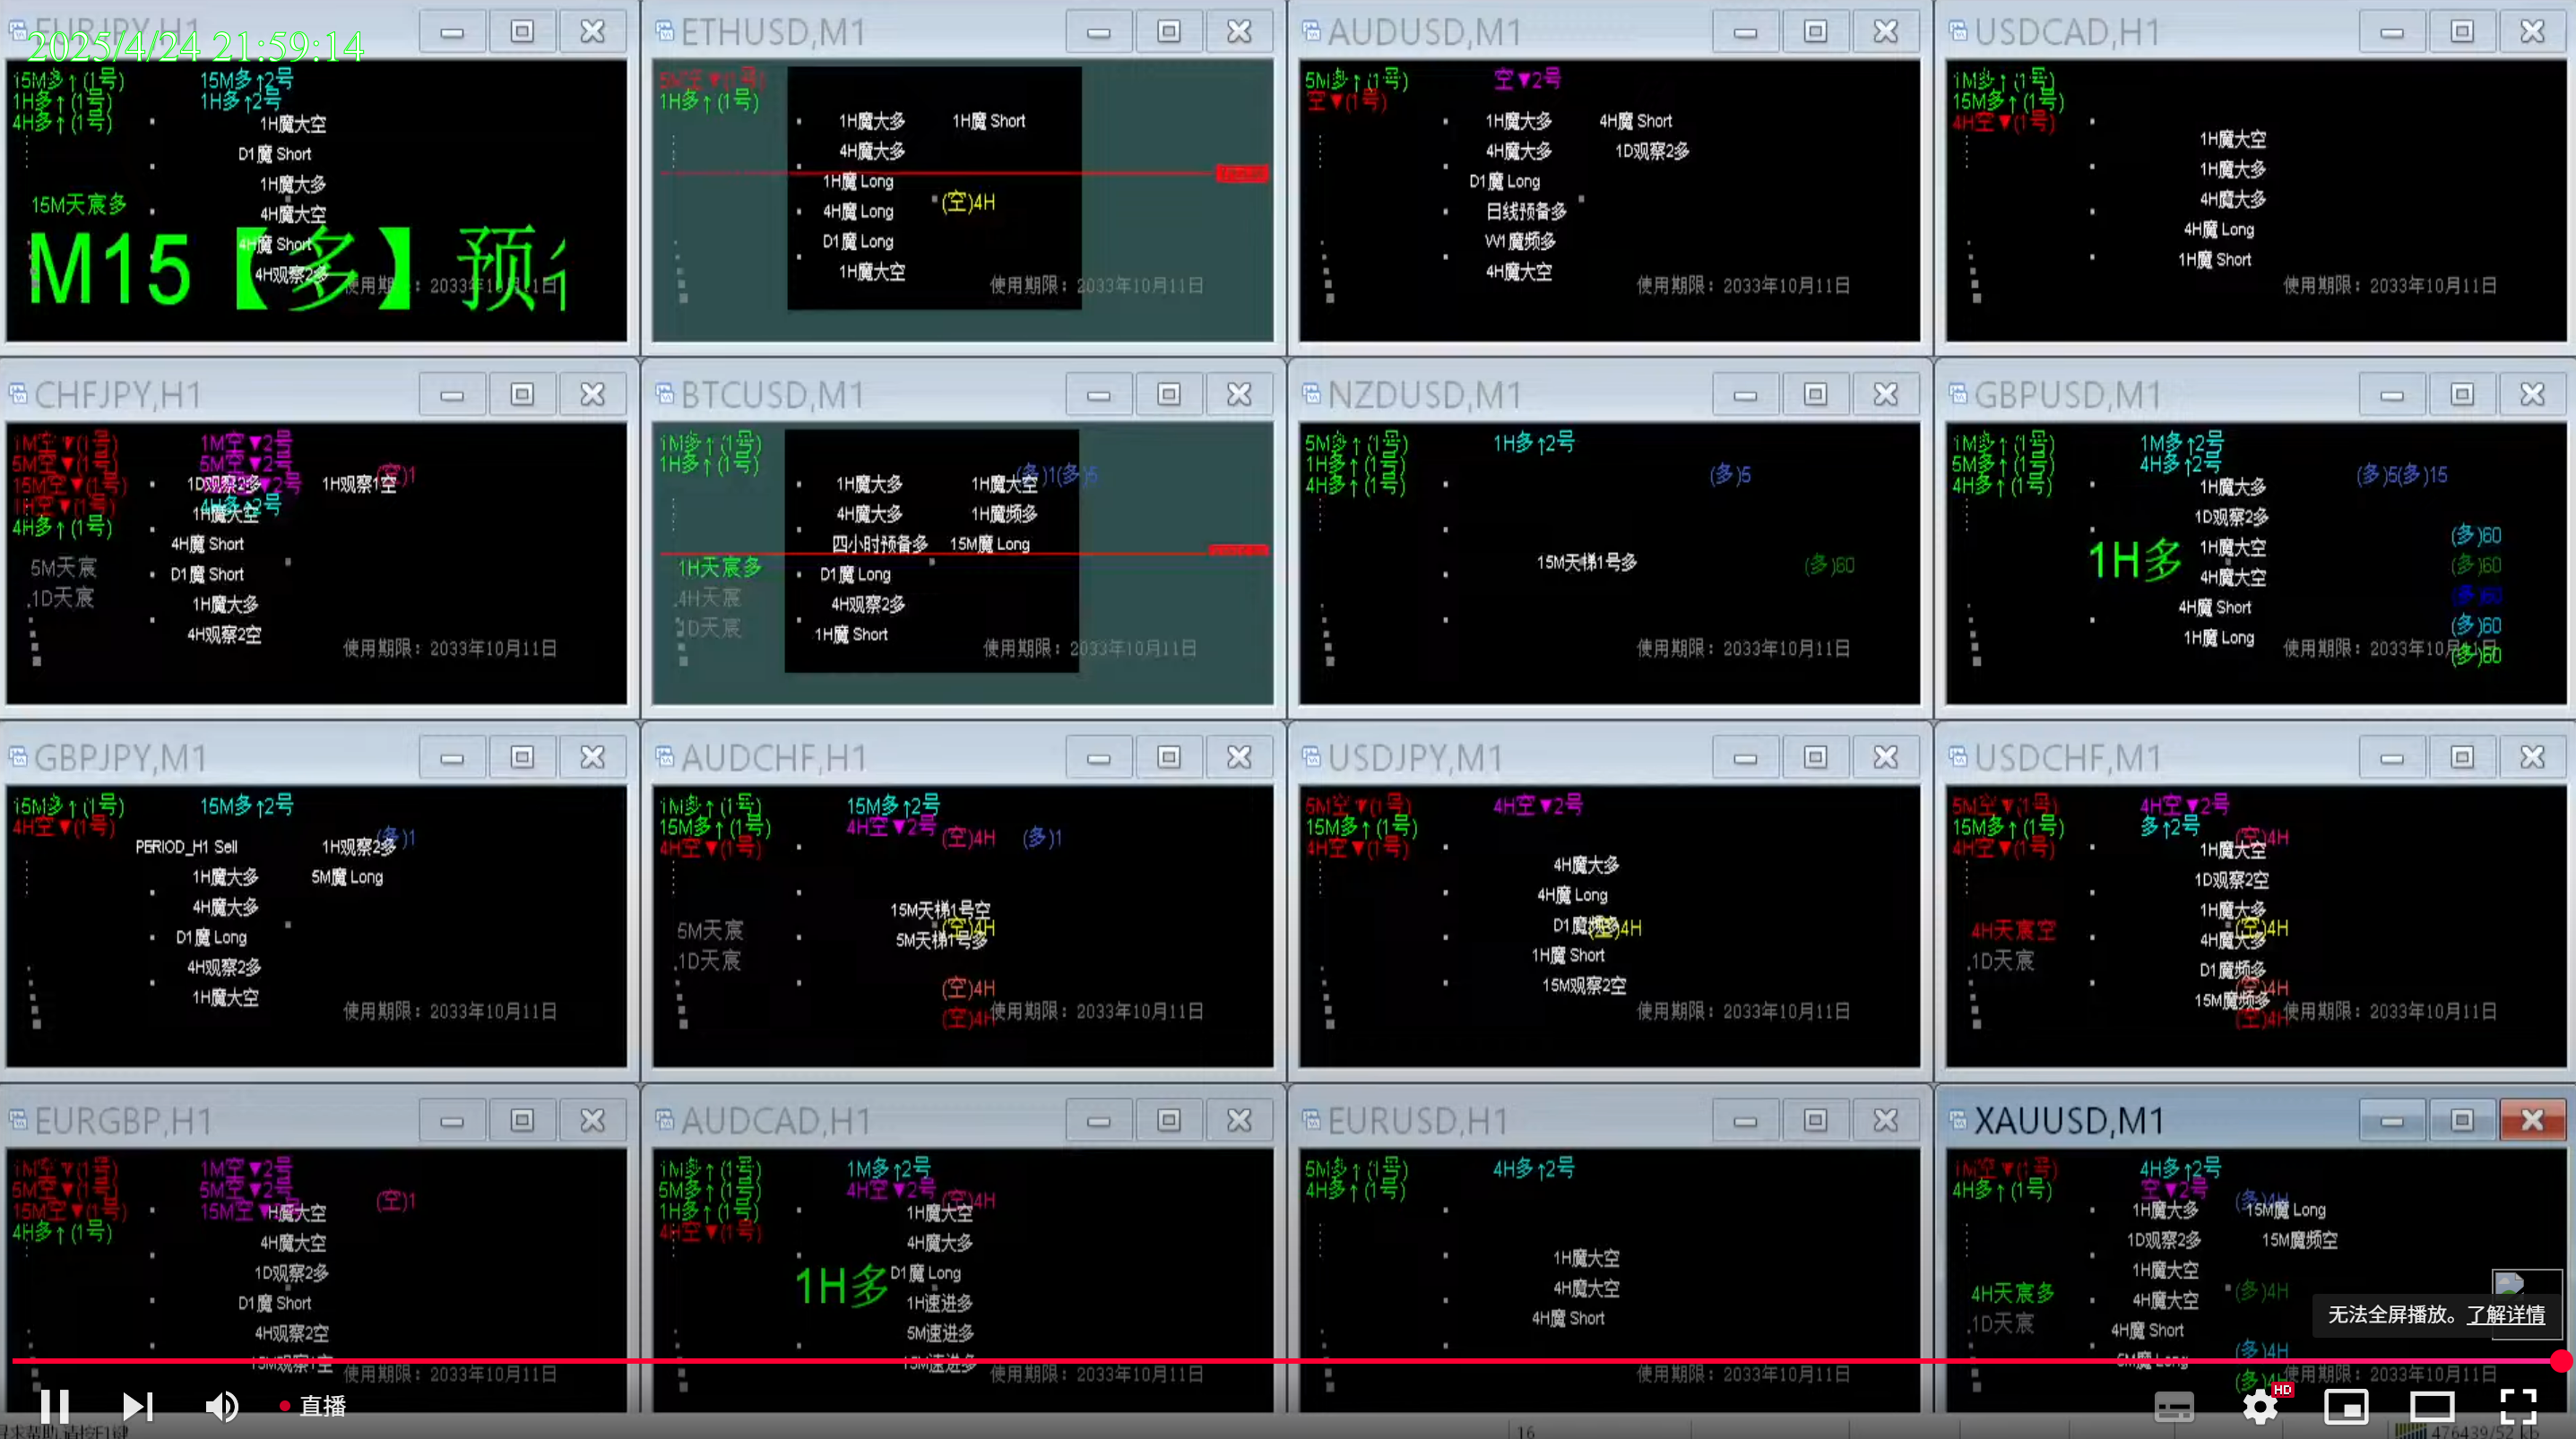 EURJPY,H1
2025/4/24 21:59:14
15M多↑(1号) 15M多↑2号
1H多↑(1号) 1H多↑2号
4H多↑(1号)
1H魔大空
D1魔 Short
1H魔大多
15M天宸多
4H魔大空
4H魔 Short
M15【多】预
4H观察2多
使用期限：2033年10月11日
ETHUSD,M1
5M空▼(1号)
1H多↑(1号)
1H魔大多 1H魔 Short
4H魔大多
1H魔 Long
(空)4H
4H魔 Long
D1魔 Long
1H魔大空
使用期限：2033年10月11日
AUDUSD,M1
5M多↑(1号) 空▼2号
空▼(1号)
1H魔大多 4H魔 Short
4H魔大多 1D观察2多
D1魔 Long
日线预备多
W1魔频多
4H魔大空
使用期限：2033年10月11日
USDCAD,H1
1M多↑(1号)
15M多↑(1号)
4H空▼(1号)
1H魔大空
1H魔大多
4H魔大多
4H魔 Long
1H魔 Short
使用期限：2033年10月11日
CHFJPY,H1
1M空▼(1号) 1M空▼2号
5M空▼(1号) 5M空▼2号
(空)1
15M空▼(1号) 1D观察2多 1H观察1空
1H空▼(1号) 4H多↑2号
1H魔大空
4H多↑(1号)
4H魔 Short
5M天宸
D1魔 Short
.1D天宸
1H魔大多
4H观察2空
使用期限：2033年10月11日
BTCUSD,M1
1M多↑(1号)
1H多↑(1号)
(多)1(多)5
1H魔大多 1H魔大空
4H魔大多 1H魔频多
四小时预备多 15M魔 Long
1H天宸多
D1魔 Long
.4H天宸
4H观察2多
1D天宸
1H魔 Short
使用期限：2033年10月11日
NZDUSD,M1
5M多↑(1号) 1H多↑2号
1H多↑(1号)
4H多↑(1号)
(多)5
15M天梯1号多
(多)60
使用期限：2033年10月11日
GBPUSD,M1
1M多↑(1号) 1M多↑2号
5M多↑(1号) 4H多↑2号
4H多↑(1号)
(多)5(多)15
1H魔大多
1D观察2多
(多)60
1H魔大空
1H多
(多)60
4H魔大空
(多)60
4H魔 Short
(多)60
1H魔 Long
使用期限：2033年10月11日
(多)60
GBPJPY,M1
15M多↑(1号) 15M多↑2号
4H空▼(1号)
(多)1
PERIOD_H1 Sell 1H观察2多
1H魔大多 5M魔 Long
4H魔大多
D1魔 Long
4H观察2多
1H魔大空
使用期限：2033年10月11日
AUDCHF,H1
1M多↑(1号) 15M多↑2号
15M多↑(1号) 4H空▼2号
4H空▼(1号)
(空)4H (多)1
15M天梯1号空
5M天宸
(空)4H
5M天梯1号多
.1D天宸
(空)4H
使用期限：2033年10月11日
(空)4H
USDJPY,M1
5M空▼(1号) 4H空▼2号
15M多↑(1号)
4H空▼(1号)
4H魔大多
4H魔 Long
D1魔频多
(空)4H
1H魔 Short
15M观察2空
使用期限：2033年10月11日
USDCHF,M1
5M空▼(1号) 4H空▼2号
15M多↑(1号) 多↑2号
4H空▼(1号)
(空)4H
1H魔大空
1D观察2空
1H魔大多
4H天宸空
(空)4H
4H魔大多
.1D天宸
D1魔频多
(空)4H
15M魔频多
使用期限：2033年10月11日
(空)4H
EURGBP,H1
1M空▼(1号) 1M空▼2号
5M空▼(1号) 5M空▼2号
15M空▼(1号) 15M空▼
4H多↑(1号)
(空)1
1H魔大空
4H魔大空
1D观察2多
D1魔 Short
4H观察2空
15M观察1空
使用期限：2033年10月11日
AUDCAD,H1
1M多↑(1号) 1M多↑2号
5M多↑(1号) 4H空▼2号
1H多↑(1号)
4H空▼(1号)
(空)4H
1H魔大空
4H魔大多
1H多
D1魔 Long
1H速进多
5M速进多
15M速进多
使用期限：2033年10月11日
EURUSD,H1
5M多↑(1号) 4H多↑2号
4H多↑(1号)
1H魔大空
4H魔大空
4H魔 Short
使用期限：2033年10月11日
XAUUSD,M1
1M空▼(1号) 4H多↑2号
4H多↑(1号) 空▼2号
(多)4H
1H魔大多 15M魔 Long
1D观察2多 15M魔频空
1H魔大空
4H天宸多
(多)4H
4H魔大空
.1D天宸
4H魔 Short
(多)4H
5M魔 Long
使用期限：2033年10月11日
(多)4H
无法全屏播放。了解详情
直播
HD
16
476439/52 kb